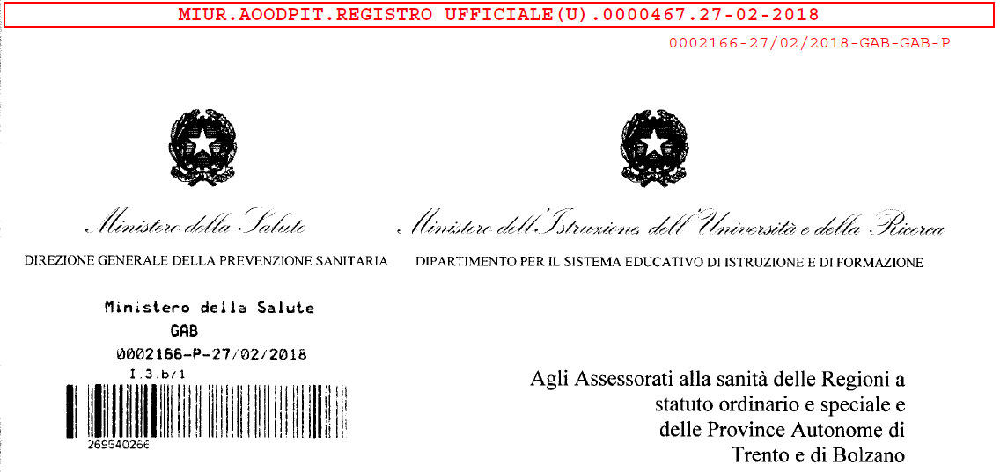 MIUR.AOODPIT.REGISTRO UFFICIALE(U).0000467.27-02-2018
0002166-27/02/2018-GAB-GAB-P
Ministero della Salute
Ministero dell'Istruzione, dell'Università e della Ricerca
DIREZIONE GENERALE DELLA PREVENZIONE SANITARIA
DIPARTIMENTO PER IL SISTEMA EDUCATIVO DI ISTRUZIONE E DI FORMAZIONE
Ministero della Salute
GAB
0002166-P-27/02/2018
I.3.b/1
269540266
Agli Assessorati alla sanità delle Regioni a
statuto ordinario e speciale e
delle Province Autonome di
Trento e di Bolzano